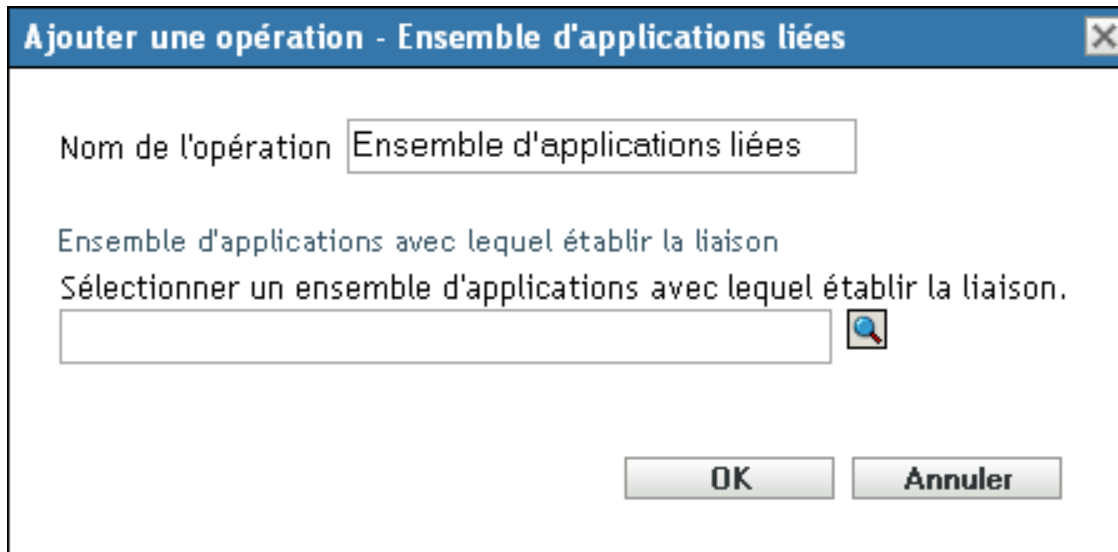 Ajouter une opération - Ensemble d'applications liées
Nom de l'opération Ensemble d'applications liées
Ensemble d'applications avec lequel établir la liaison
Sélectionner un ensemble d'applications avec lequel établir la liaison.
OK Annuler